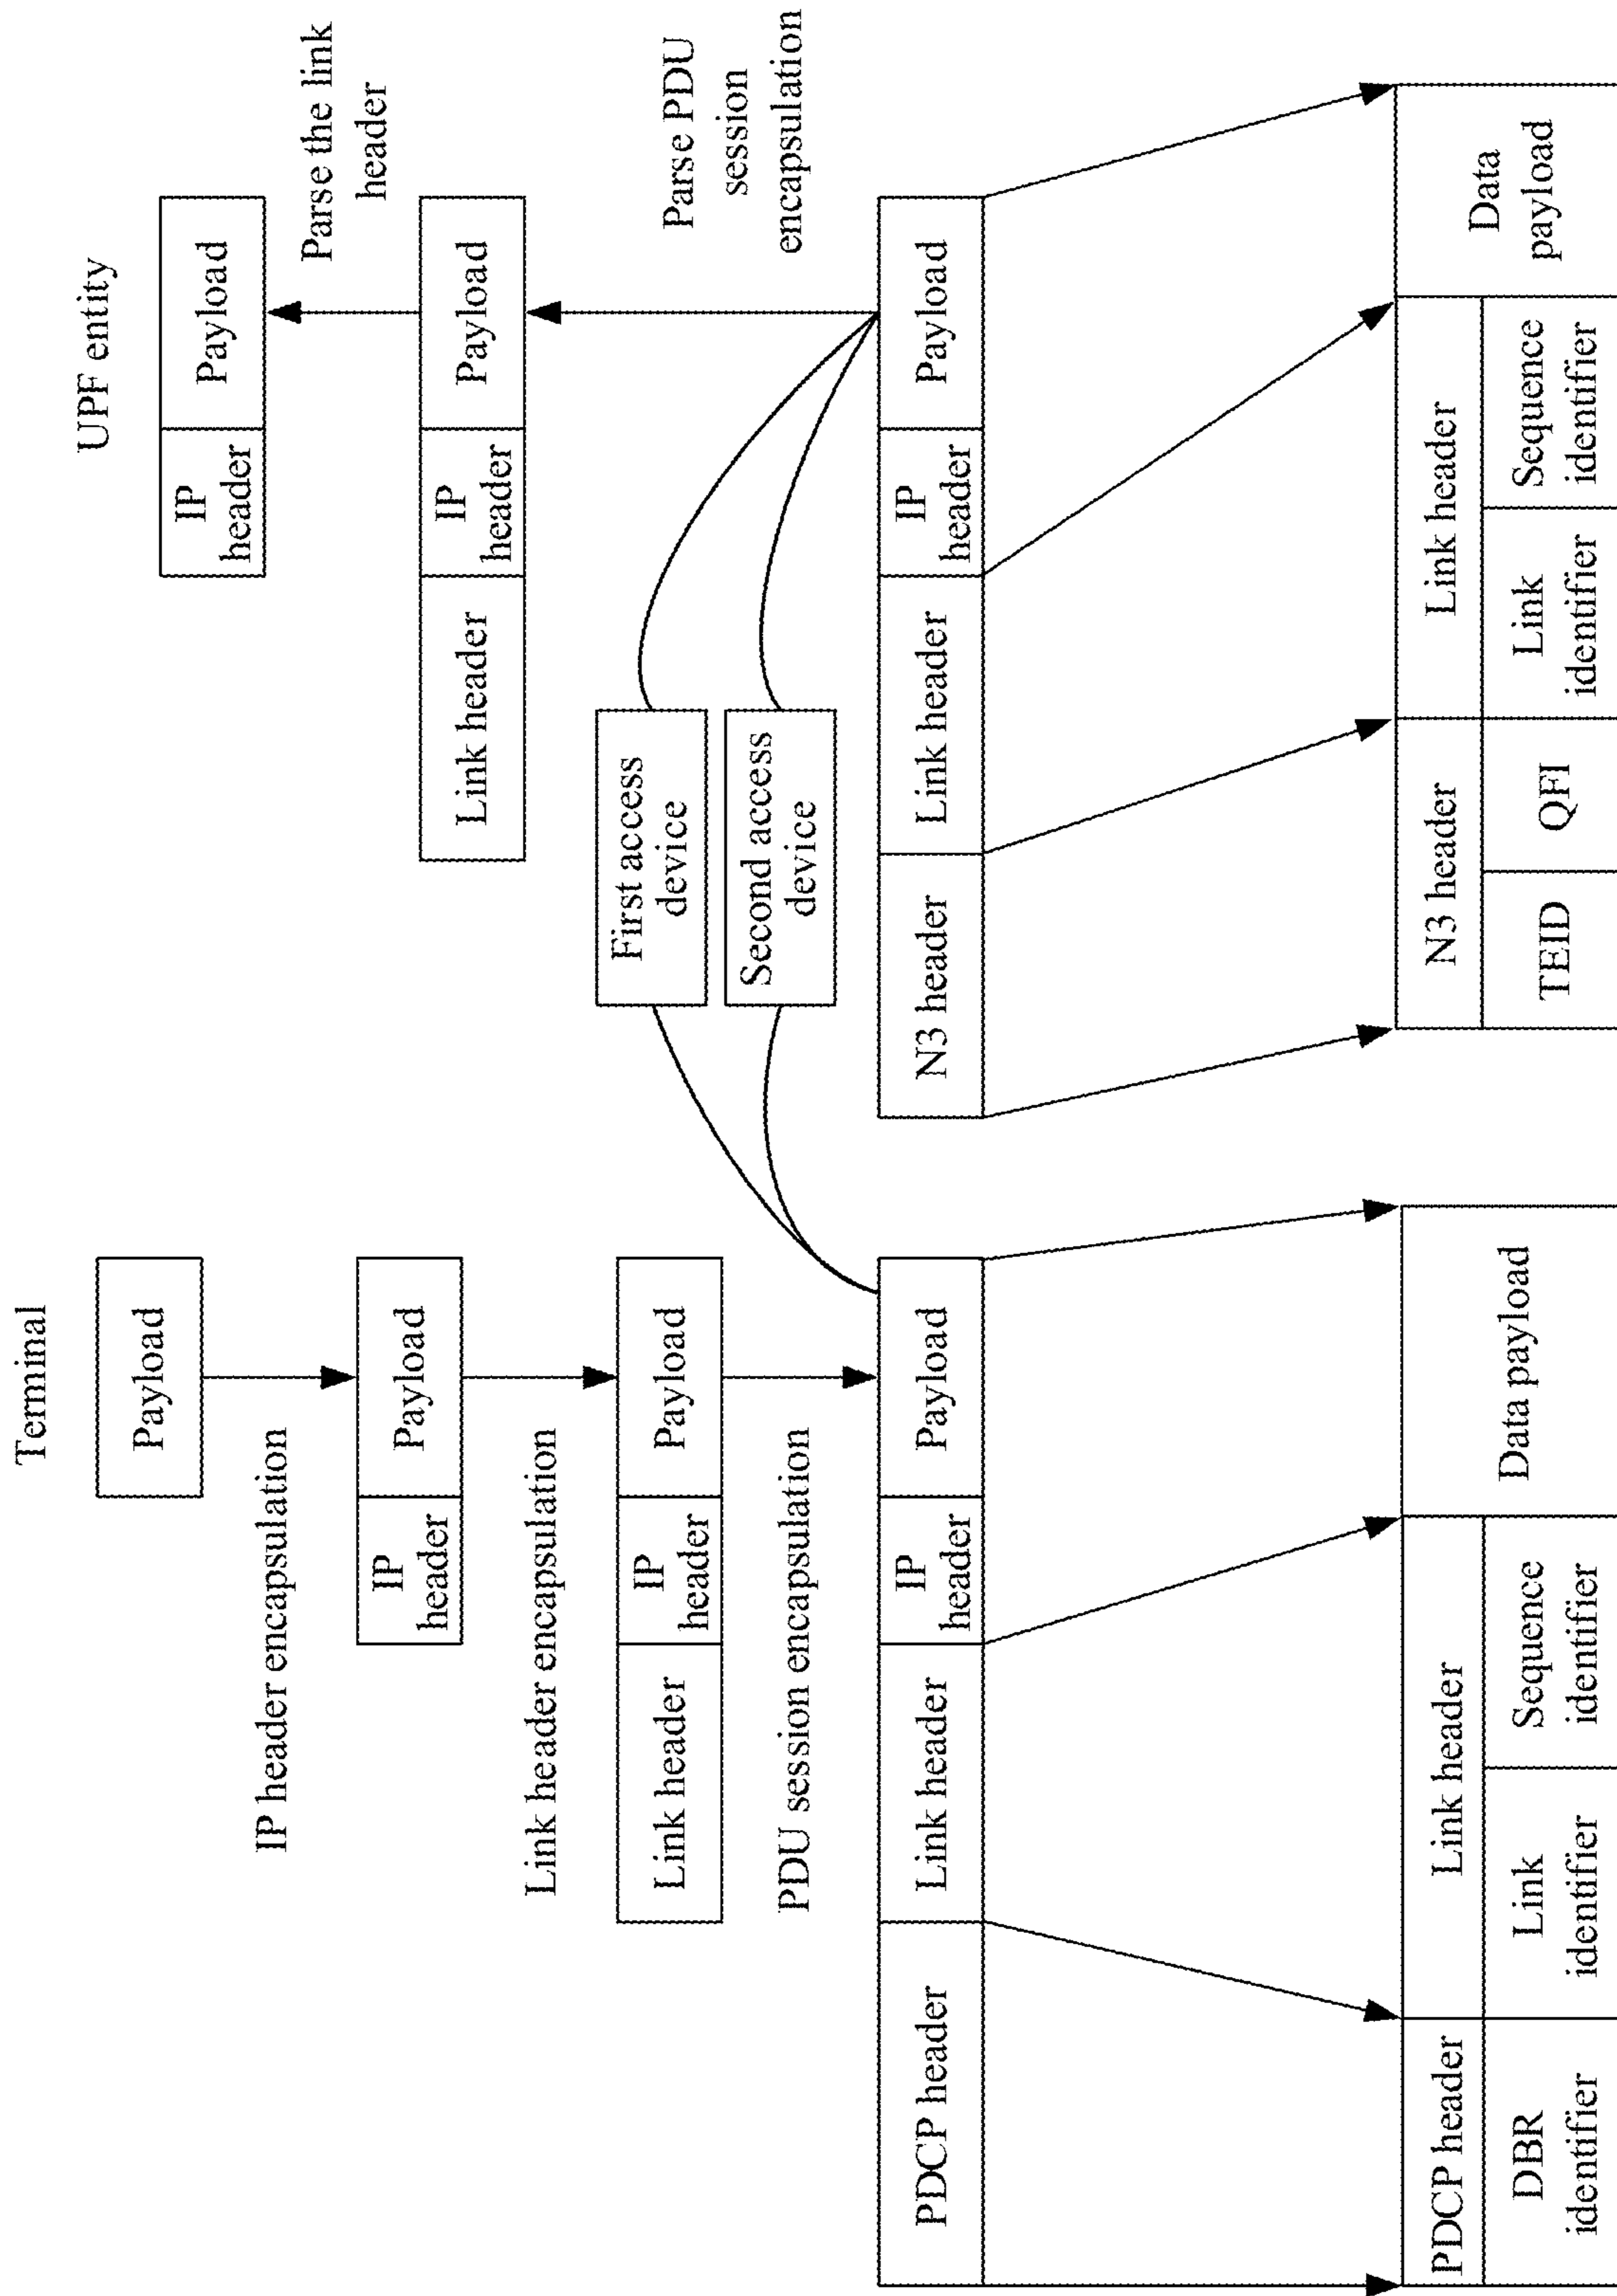 Terminal
Payload
IP header encapsulation
IP
header
Payload
Link header encapsulation
Link header
IP
header
Payload
PDU session encapsulation
PDCP header
Link header
IP
header
Payload
PDCP header
Link header
Data payload
DBR
identifier
Link
identifier
Sequence
identifier
First access
device
Second access
device
UPF entity
IP
header
Payload
Parse the link
header
Link header
IP
header
Payload
Parse PDU
session
encapsulation
N3 header
Link header
IP
header
Payload
N3 header
Link header
Data
payload
TEID
QFI
Link
identifier
Sequence
identifier